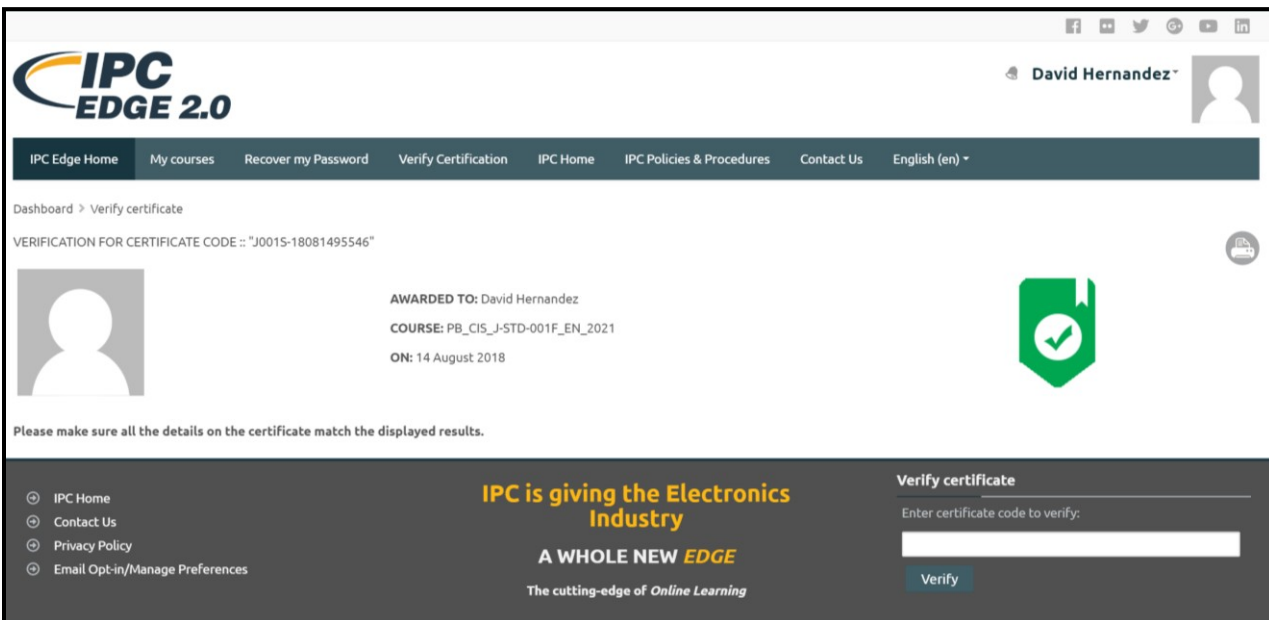 IPC
EDGE 2.0
David Hernandez
IPC Edge Home My courses Recover my Password Verify Certification IPC Home IPC Policies & Procedures Contact Us English (en)
Dashboard > Verify certificate
VERIFICATION FOR CERTIFICATE CODE :: "J001S-18081495546"
AWARDED TO: David Hernandez
COURSE: PB_CIS_J-STD-001F_EN_2021
ON: 14 August 2018
Please make sure all the details on the certificate match the displayed results.
IPC Home
Contact Us
Privacy Policy
Email Opt-in/Manage Preferences
IPC is giving the Electronics
Industry
A WHOLE NEW EDGE
The cutting-edge of Online Learning
Verify certificate
Enter certificate code to verify:
Verify